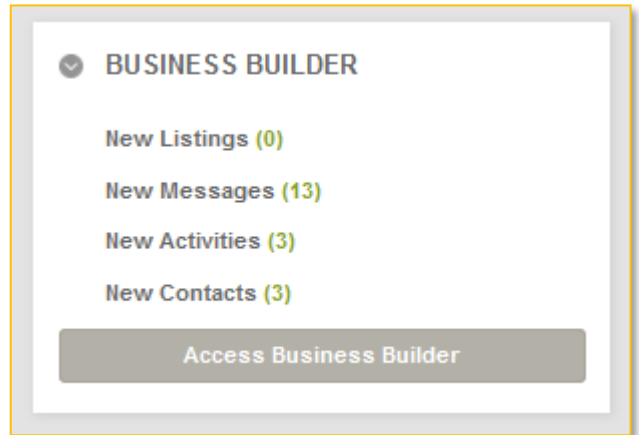 BUSINESS BUILDER
New Listings (0)
New Messages (13)
New Activities (3)
New Contacts (3)
Access Business Builder